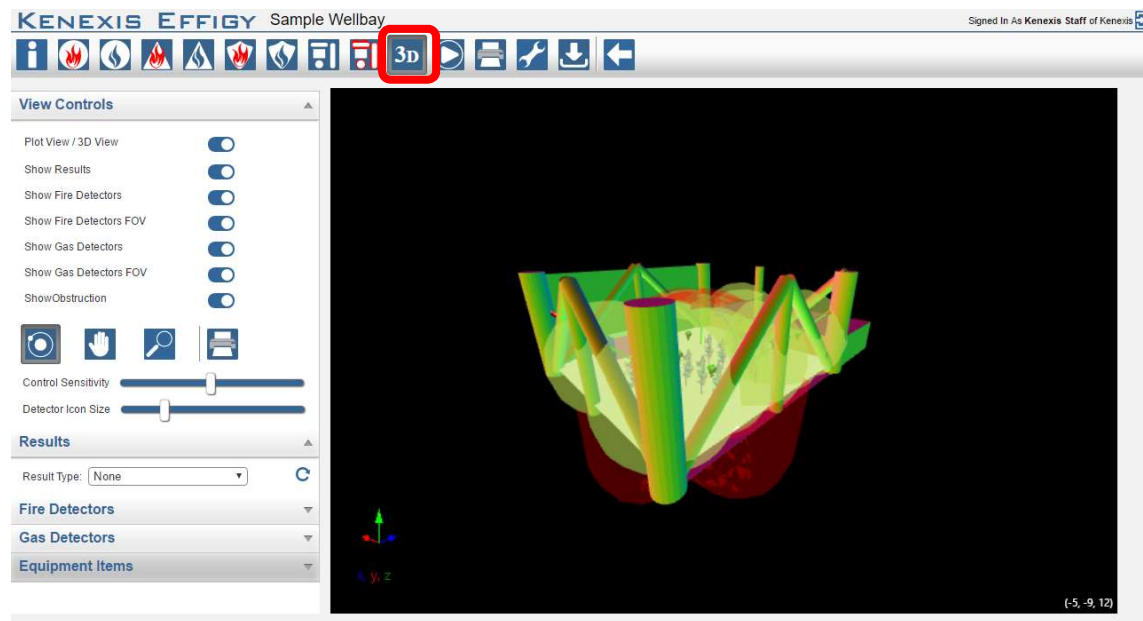 KENEXIS EFFIGY Sample Wellbay
Signed In As Kenexis Staff of Kenexis
3D
View Controls
Plot View / 3D View
Show Results
Show Fire Detectors
Show Fire Detectors FOV
Show Gas Detectors
Show Gas Detectors FOV
ShowObstruction
Control Sensitivity
Detector Icon Size
Results
Result Type: None
Fire Detectors
Gas Detectors
Equipment Items
x, y, z
(-5, -9, 12)